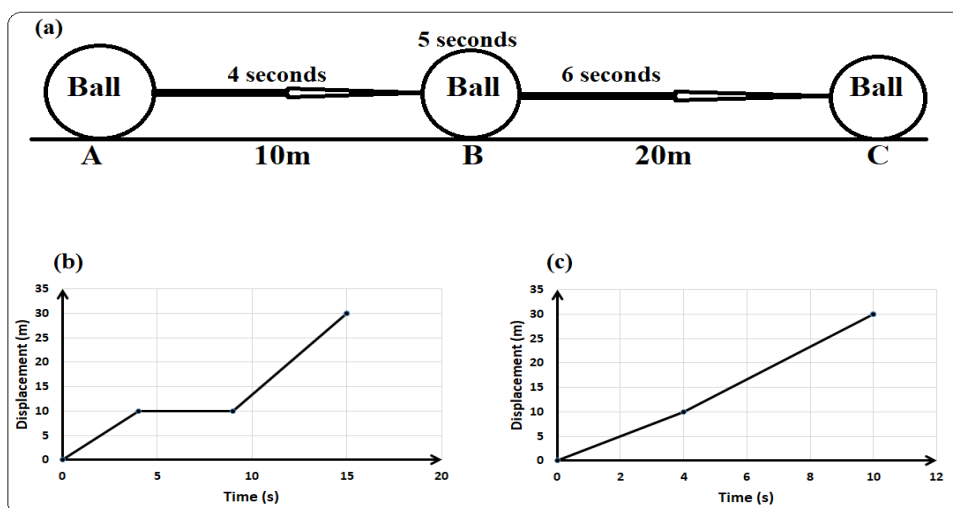 (a)
5 seconds
Ball 4 seconds Ball 6 seconds Ball
A 10m B 20m C
(b)
35
30
25
20
15
10
5
0
Displacement (m)
0 5 10 15 20
Time (s)
(c)
35
30
25
20
15
10
5
0
Displacement (m)
0 2 4 6 8 10 12
Time (s)